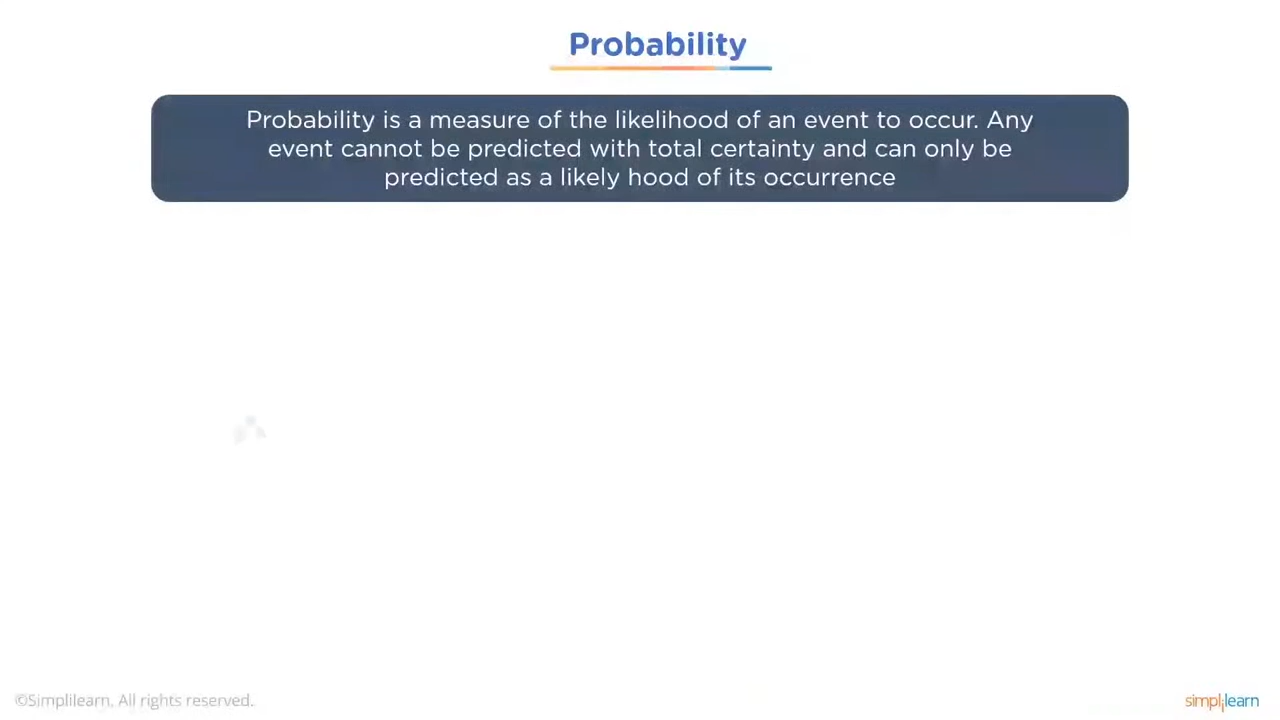 Probability
Probability is a measure of the likelihood of an event to occur. Any
event cannot be predicted with total certainty and can only be
predicted as a likely hood of its occurrence
©Simplilearn. All rights reserved.
simplilearn